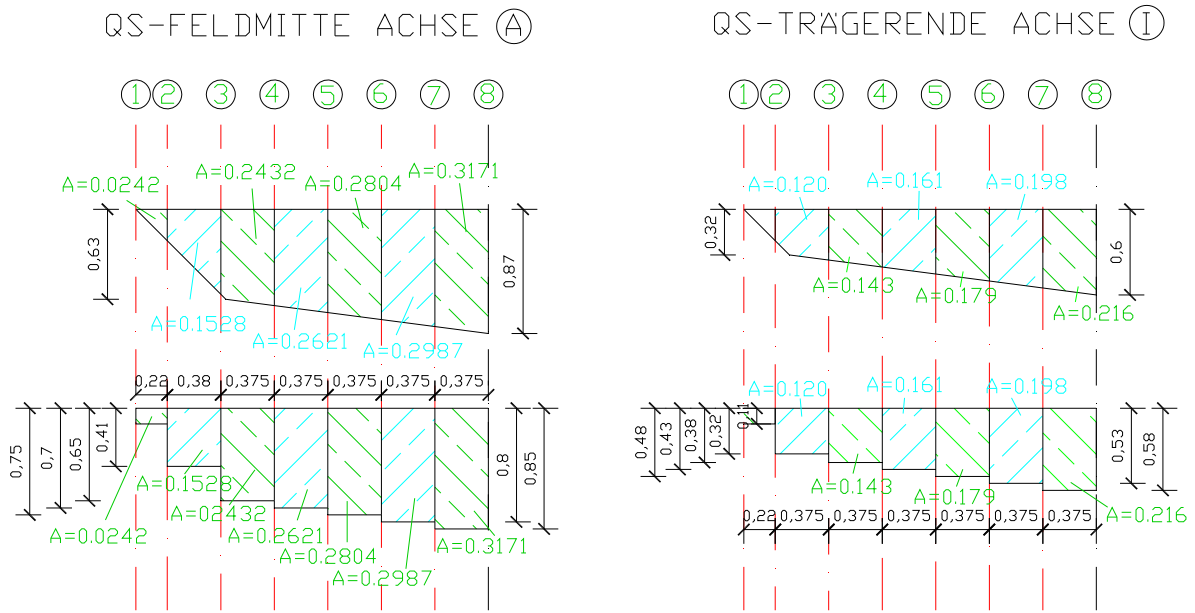 QS-FELDMITTE ACHSE A
QS-TRÄGERENDE ACHSE I
1 2 3 4 5 6 7 8
1 2 3 4 5 6 7 8
A=0.0242
A=0.2432
A=0.2804
A=0.3171
0,63
0,87
A=0.1528
A=0.2621
A=0.2987
A=0.120
A=0.161
A=0.198
0,32
0,6
A=0.143
A=0.179
A=0.216
0,22 0,38 0,375 0,375 0,375 0,375 0,375
0,75
0,7
0,65
0,41
0,8
0,85
A=0.1528
A=02432
A=0.0242
A=0.2621
A=0.2804
A=0.2987
A=0.3171
A=0.120
A=0.161
A=0.198
0,48
0,43
0,38
0,32
0,11
0,53
0,58
A=0.143
A=0.179
A=0.216
0,22 0,375 0,375 0,375 0,375 0,375 0,375